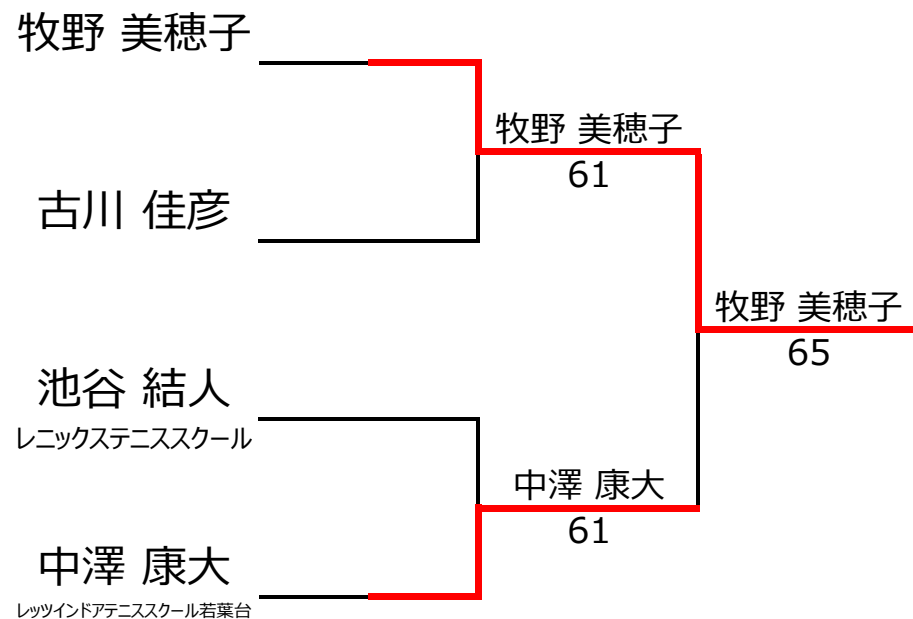 牧野 美穂子
古川 佳彦
池谷 結人
レニックステニススクール
中澤 康大
レッツインドアテニススクール若葉台
牧野 美穂子
61
中澤 康大
61
牧野 美穂子
65